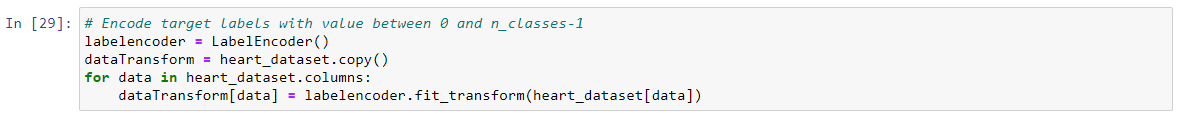 In [29]: # Encode target labels with value between 0 and n_classes-1
labelencoder = LabelEncoder()
dataTransform = heart_dataset.copy()
for data in heart_dataset.columns:
    dataTransform[data] = labelencoder.fit_transform(heart_dataset[data])